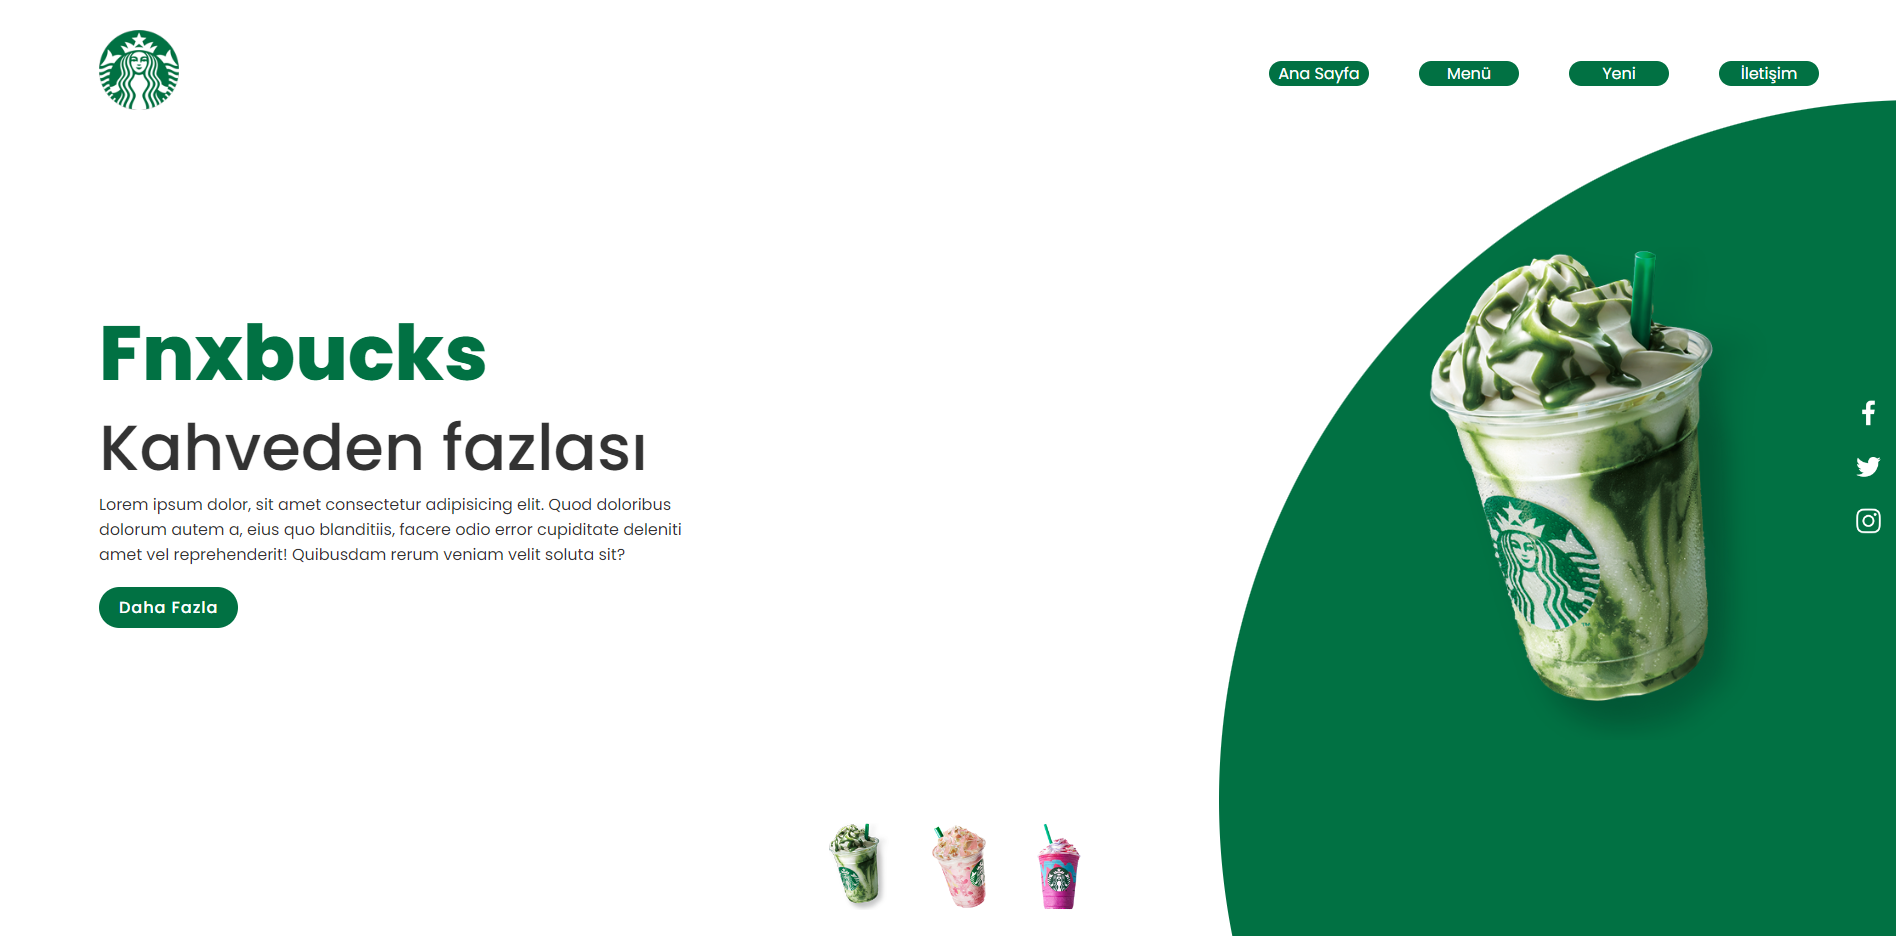 Ana Sayfa
Menü
Yeni
İletişim
Fnxbucks
Kahveden fazlası
Lorem ipsum dolor, sit amet consectetur adipisicing elit. Quod doloribus
dolorum autem a, eius quo blanditiis, facere odio error cupiditate deleniti
amet vel reprehenderit! Quibusdam rerum veniam velit soluta sit?
Daha Fazla
TM